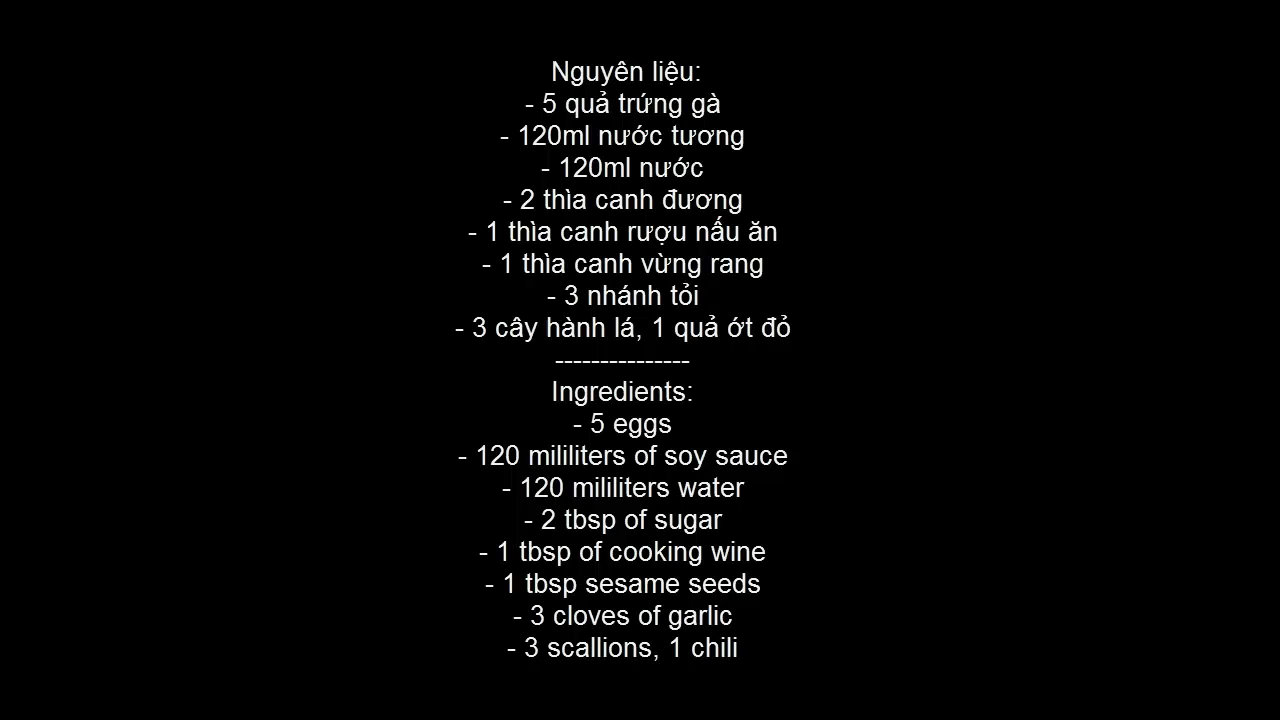 Nguyên liệu:
- 5 quả trứng gà
- 120ml nước tương
- 120ml nước
- 2 thìa canh đương
- 1 thìa canh rượu nấu ăn
- 1 thìa canh vừng rang
- 3 nhánh tỏi
- 3 cây hành lá, 1 quả ớt đỏ
---------------
Ingredients:
- 5 eggs
- 120 mililiters of soy sauce
- 120 mililiters water
- 2 tbsp of sugar
- 1 tbsp of cooking wine
- 1 tbsp sesame seeds
- 3 cloves of garlic
- 3 scallions, 1 chili